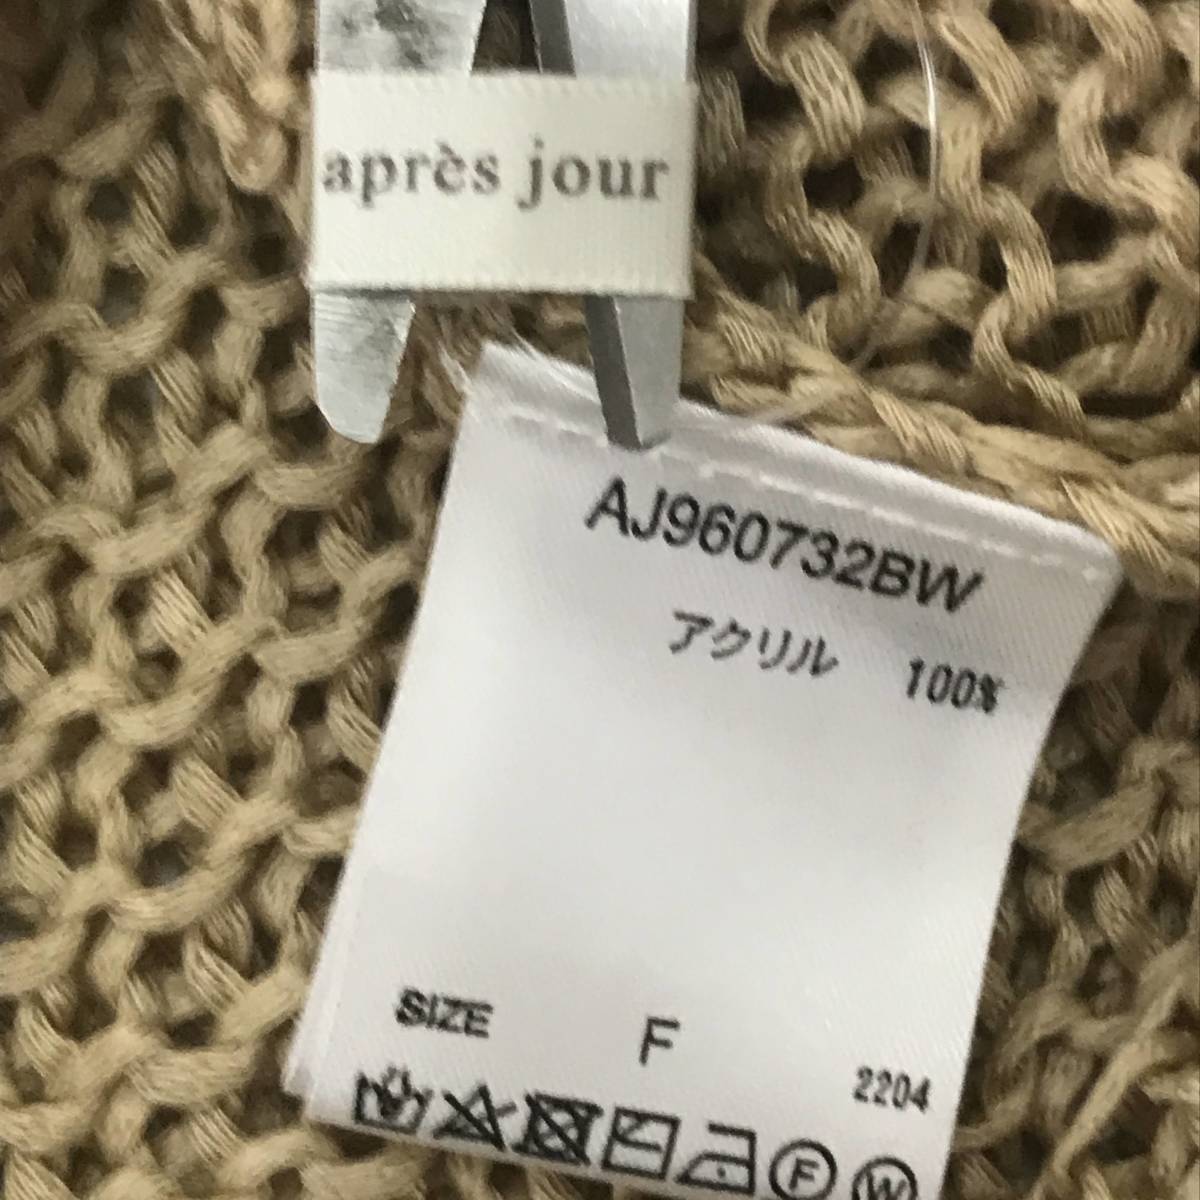 après jour
AJ960732BW
アクリル 100%
SIZE F
2204
F W